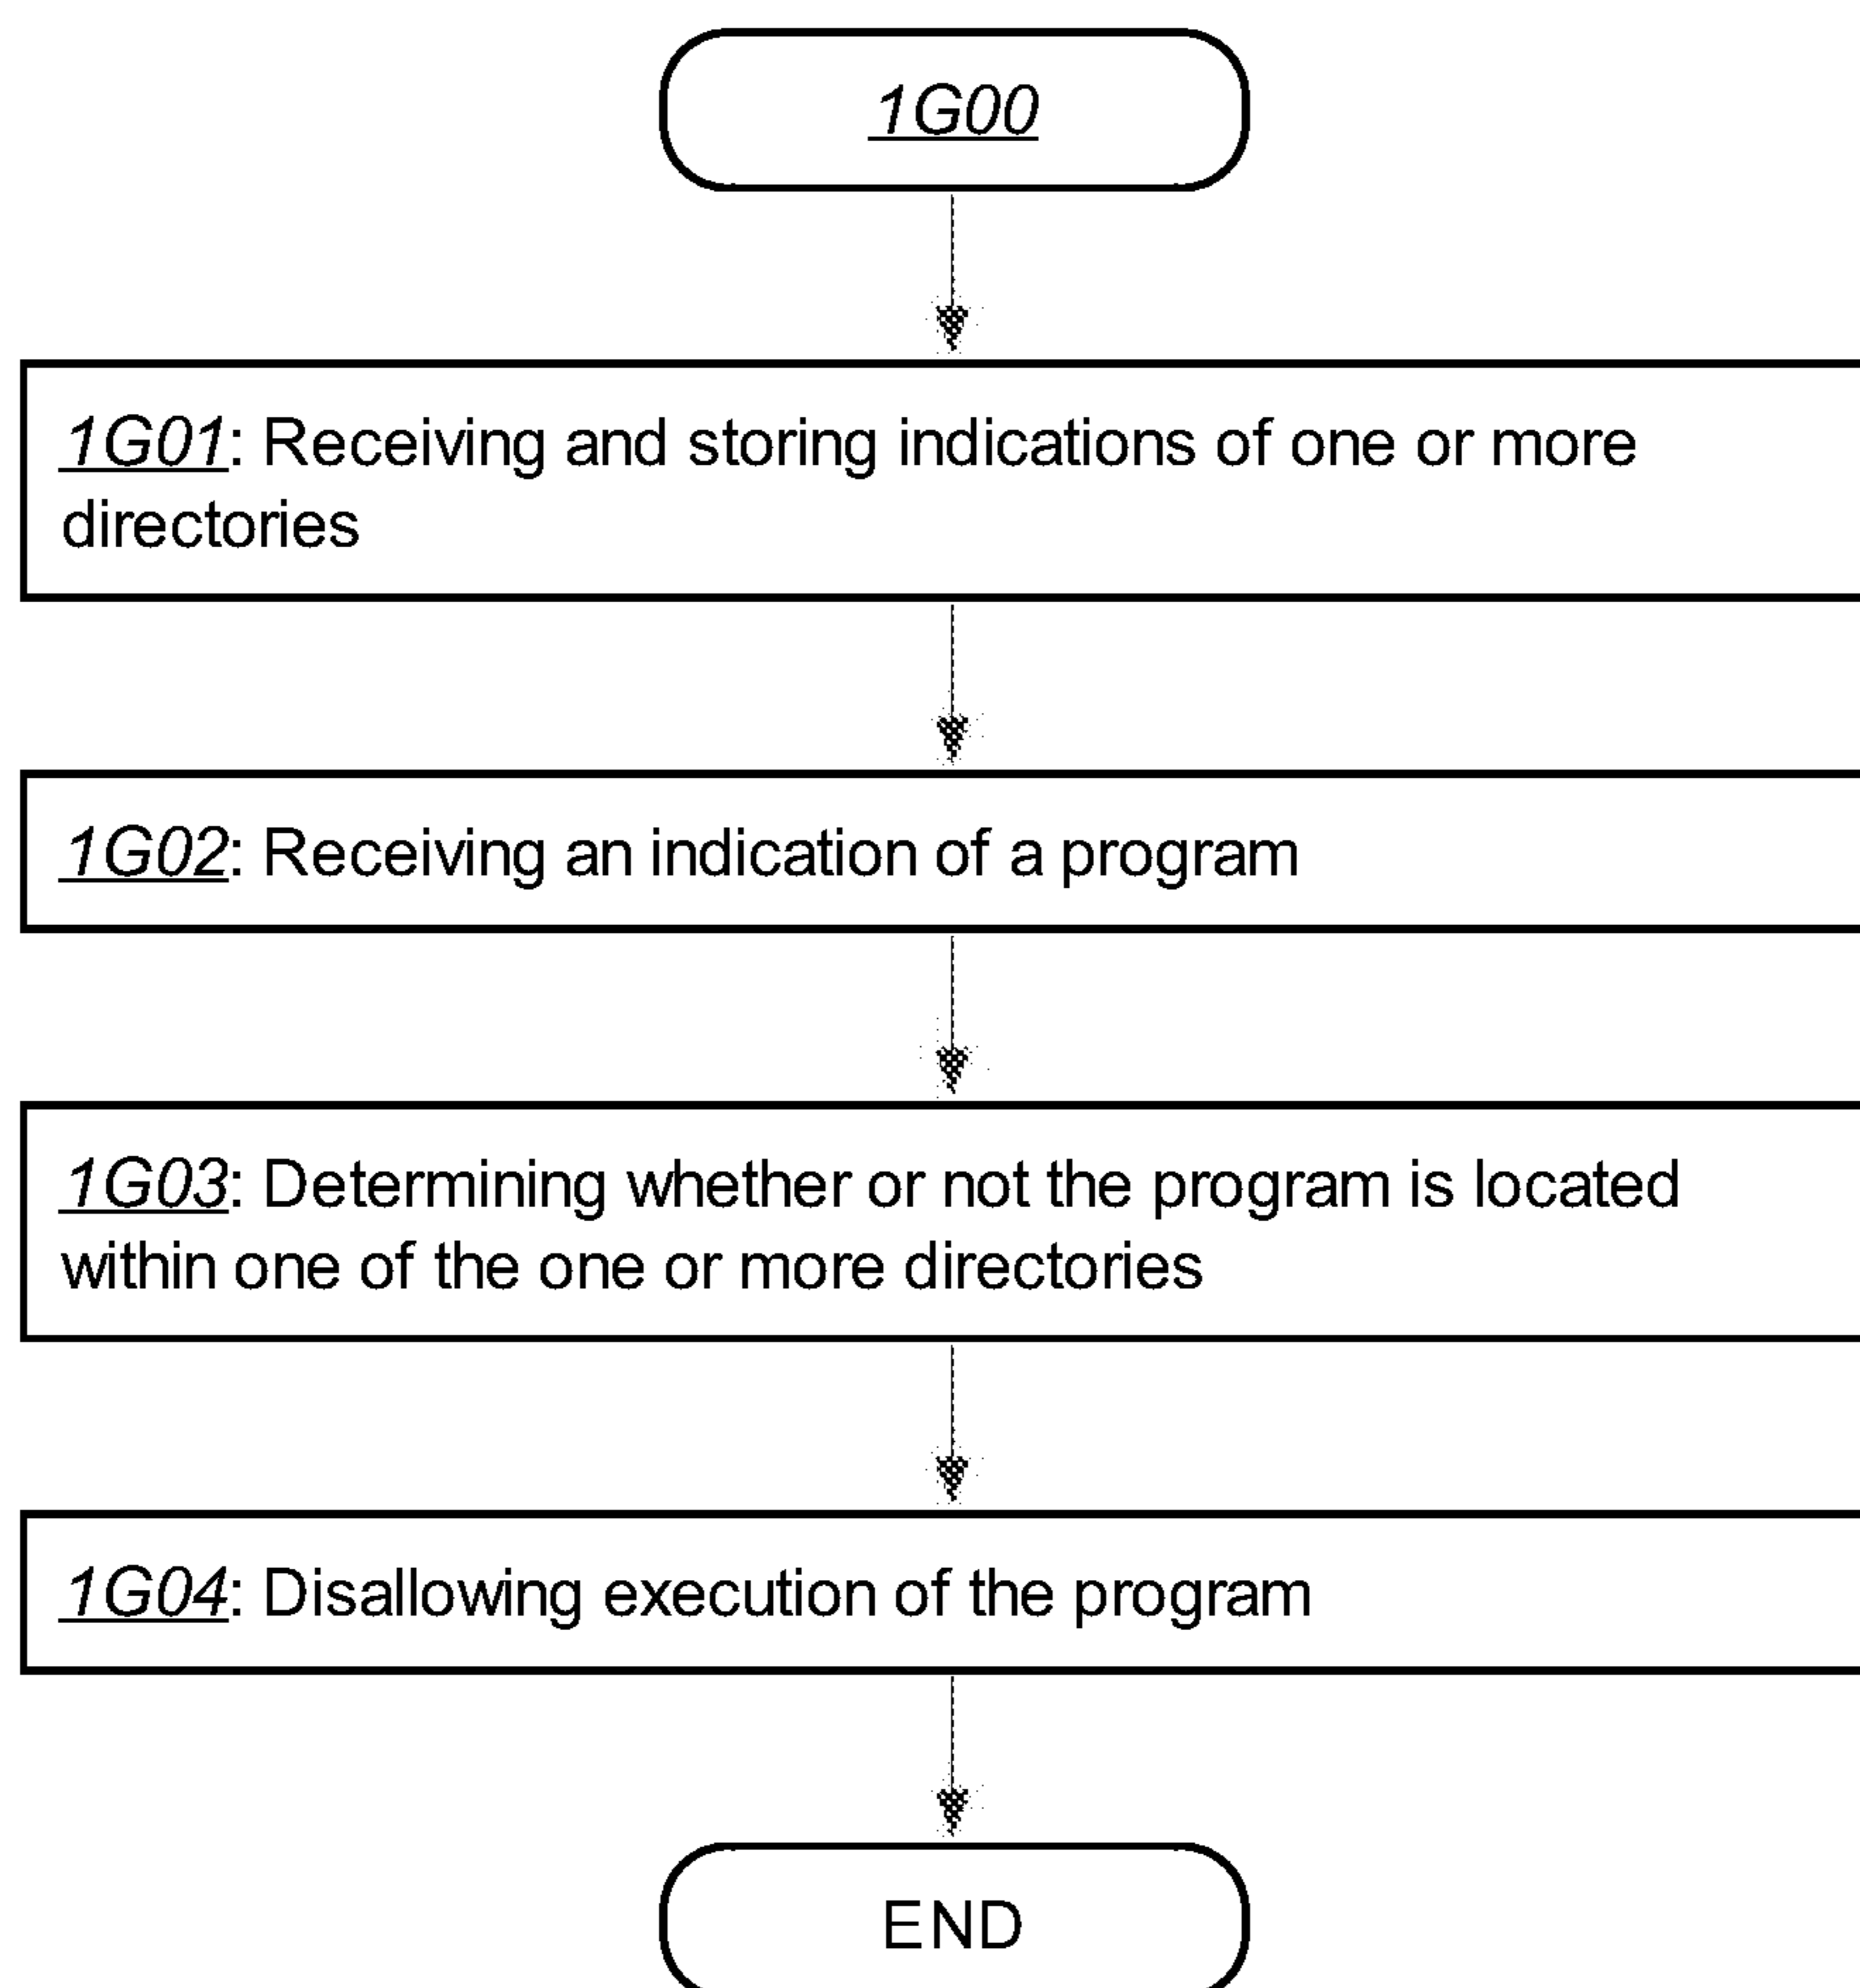 1G00
1G01: Receiving and storing indications of one or more
directories
1G02: Receiving an indication of a program
1G03: Determining whether or not the program is located
within one of the one or more directories
1G04: Disallowing execution of the program
END